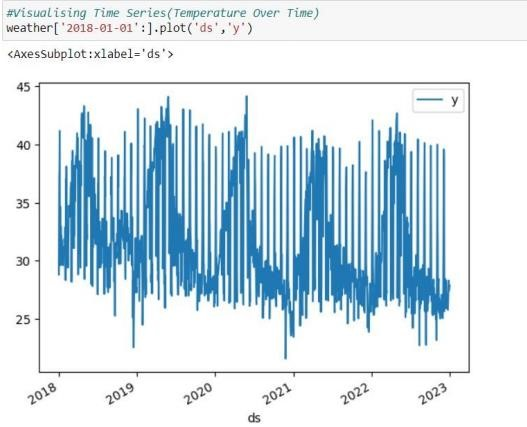 #Visualising Time Series(Temperature Over Time)
weather['2018-01-01':].plot('ds','y')
<AxesSubplot:xlabel='ds'>
y
45
40
35
30
25
2018
2019
2020
2021
2022
2023
ds